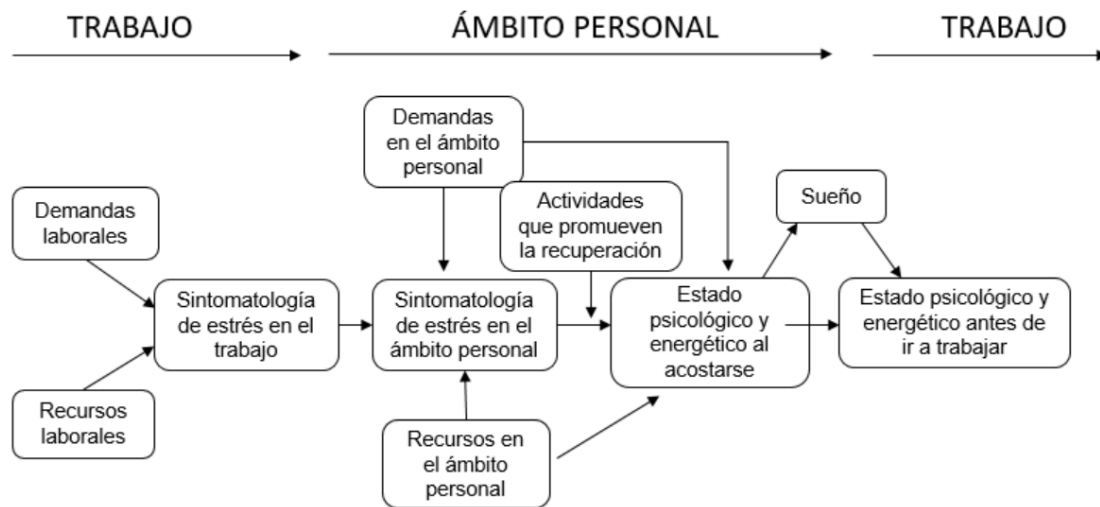 TRABAJO
ÁMBITO PERSONAL
TRABAJO
Demandas
en el ámbito
personal
Actividades
que promueven
la recuperación
Sueño
Demandas
laborales
Sintomatología
de estrés en el
trabajo
Sintomatología
de estrés en el
ámbito personal
Estado
psicológico y
energético al
acostarse
Estado psicológico y
energético antes de
ir a trabajar
Recursos
laborales
Recursos en
el ámbito
personal